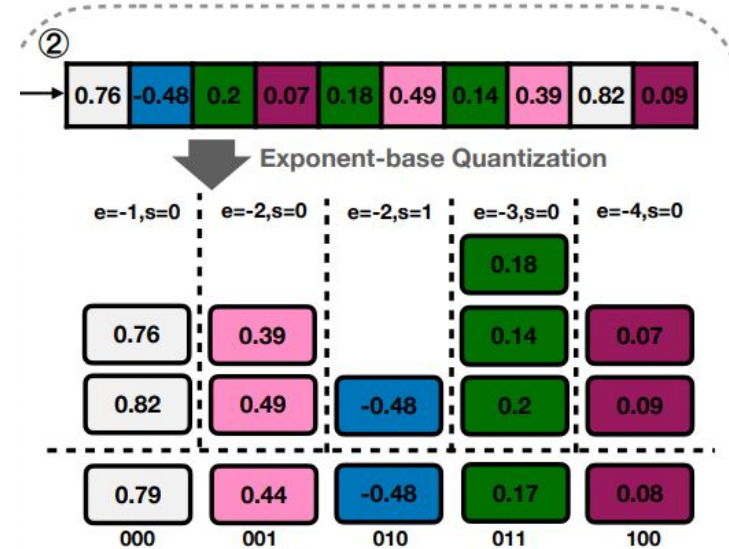 ②
0.76 -0.48 0.2 0.07 0.18 0.49 0.14 0.39 0.82 0.09
Exponent-base Quantization
e=-1,s=0 e=-2,s=0 e=-2,s=1 e=-3,s=0 e=-4,s=0
0.18
0.76 0.39 0.14 0.07
0.82 0.49 -0.48 0.2 0.09
0.79 0.44 -0.48 0.17 0.08
000 001 010 011 100